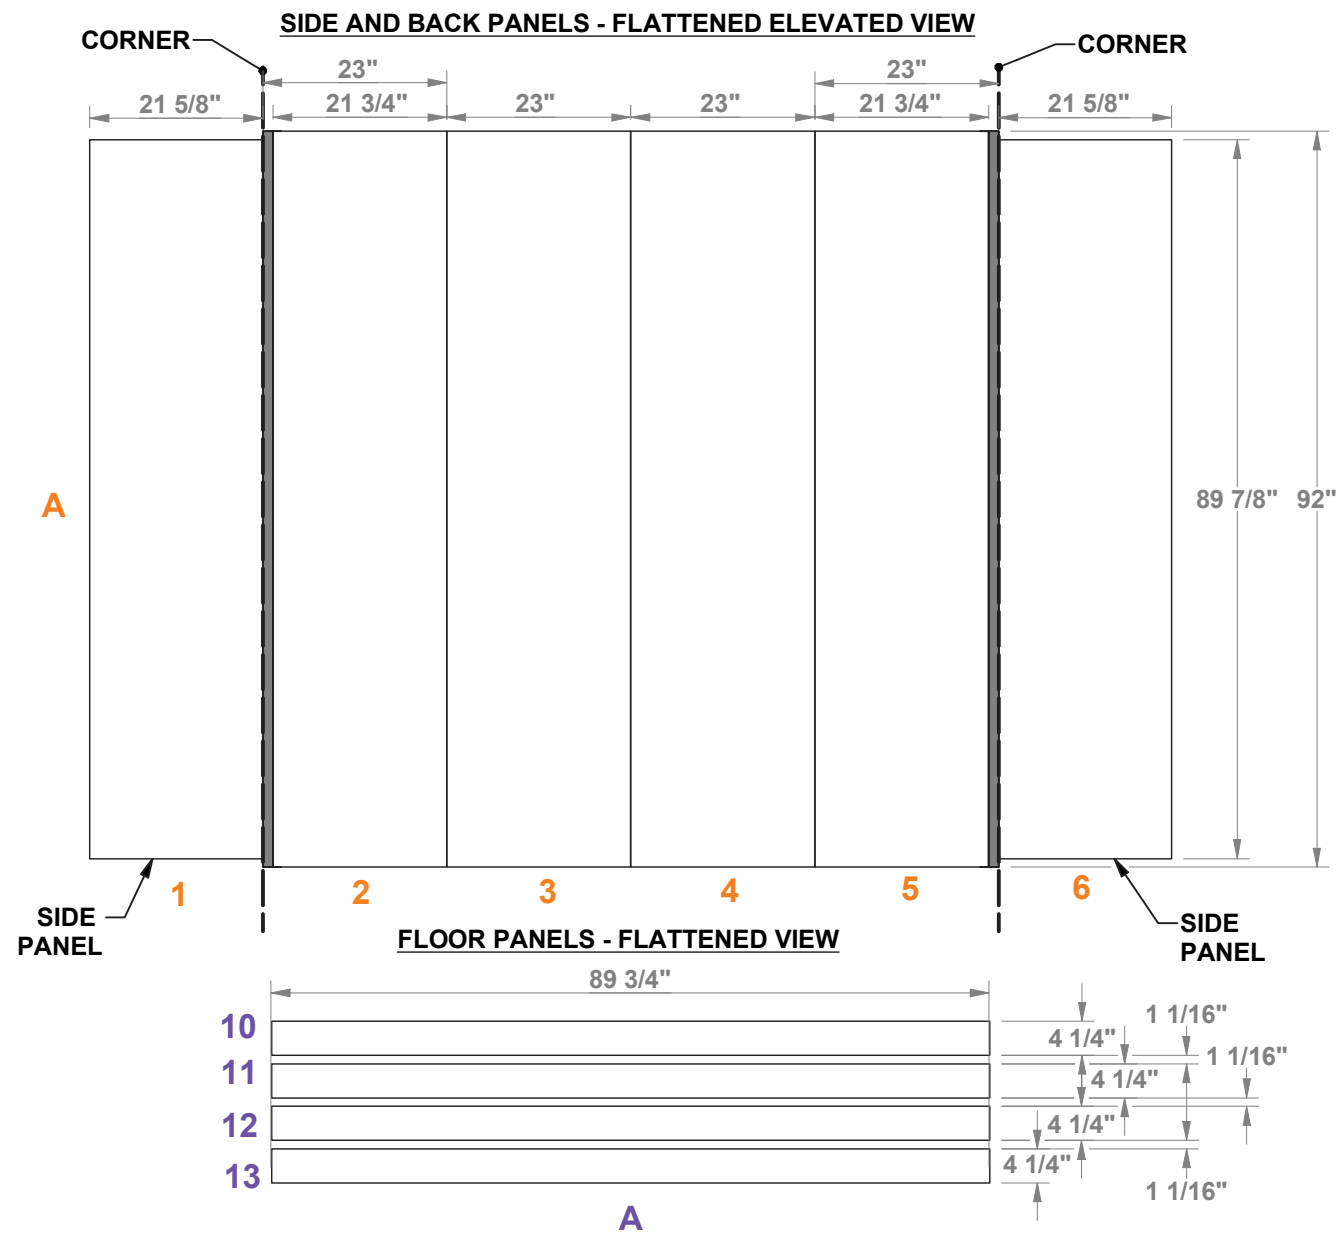 SIDE AND BACK PANELS - FLATTENED ELEVATED VIEW
CORNER
CORNER
23"
23"
21 5/8"
21 3/4"
23"
23"
21 3/4"
21 5/8"
A
89 7/8"
92"
1
2
3
4
5
6
SIDE
PANEL
SIDE
PANEL
FLOOR PANELS - FLATTENED VIEW
89 3/4"
10
11
12
13
4 1/4"
4 1/4"
4 1/4"
4 1/4"
1 1/16"
1 1/16"
1 1/16"
A